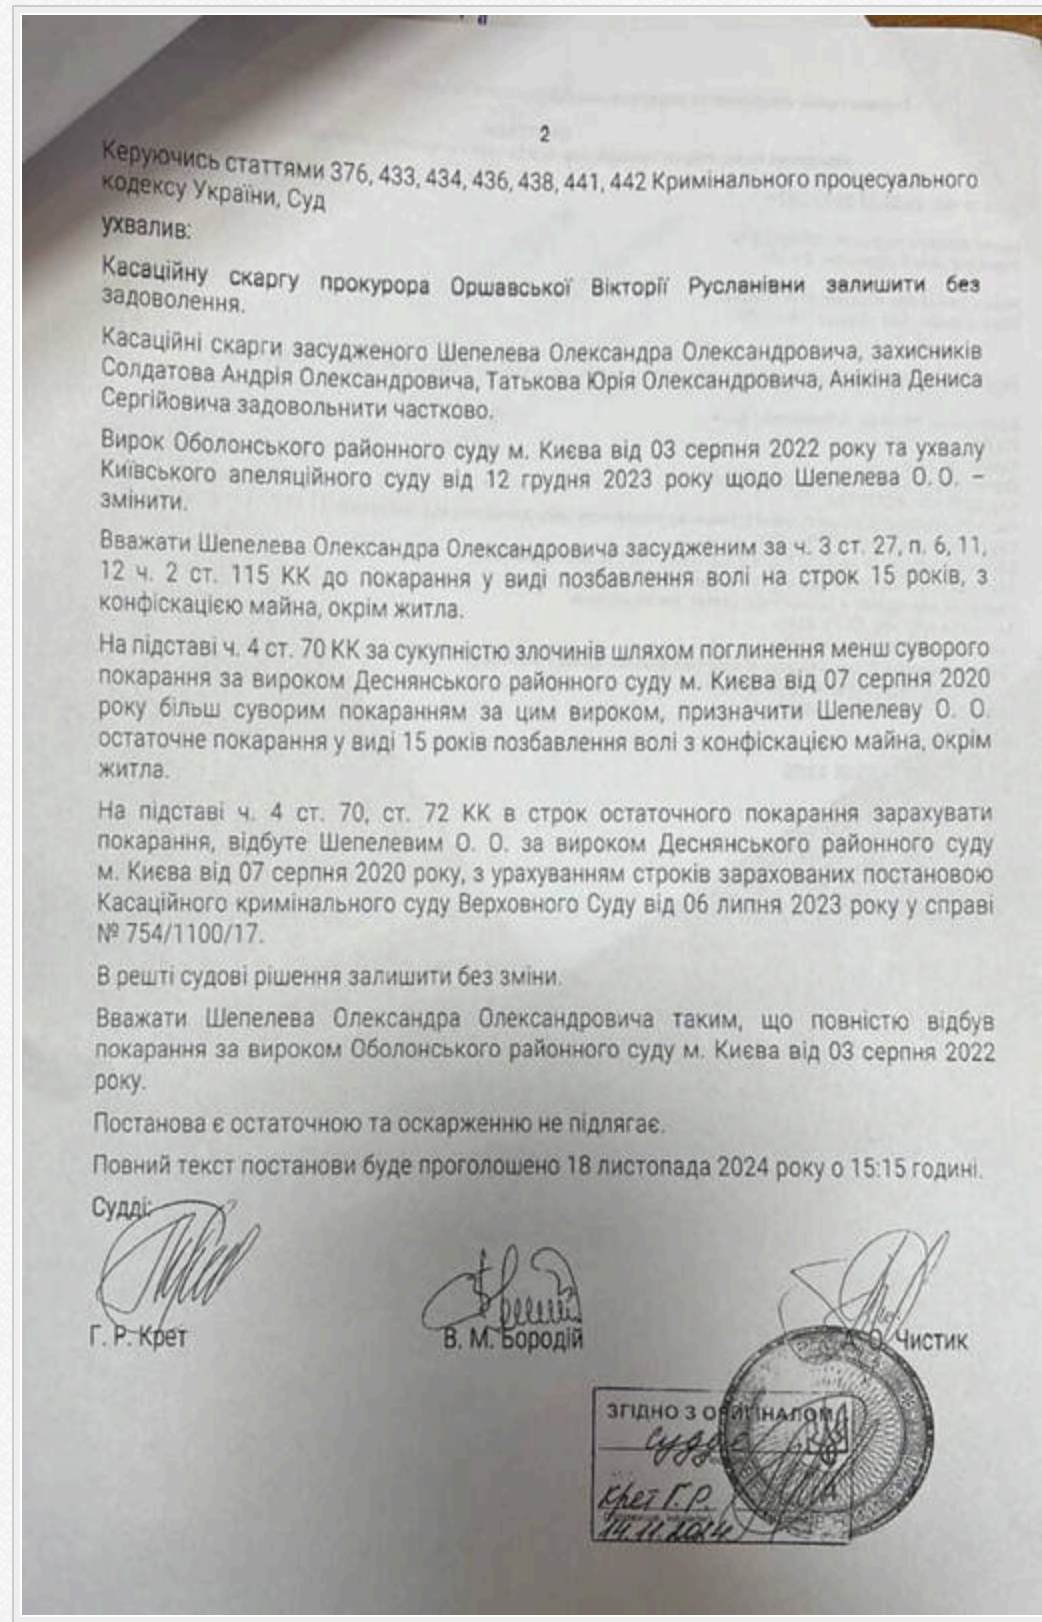 2
Керуючись статтями 376, 433, 434, 436, 438, 441, 442 Кримінального процесуального
кодексу України, Суд
ухвалив:
Касаційну скаргу прокурора Оршавської Вікторії Русланівни залишити без
задоволення.
Касаційні скарги засудженого Шепелева Олександра Олександровича, захисників
Солдатова Андрія Олександровича, Татькова Юрія Олександровича, Анікіна Дениса
Сергійовича задовольнити частково.
Вирок Оболонського районного суду м. Києва від 03 серпня 2022 року та ухвалу
Київського апеляційного суду від 12 грудня 2023 року щодо Шепелева О. О. –
змінити.
Вважати Шепелева Олександра Олександровича засудженим за ч. 3 ст. 27, п. 6, 11,
12 ч. 2 ст. 115 КК до покарання у виді позбавлення волі на строк 15 років, з
конфіскацією майна, окрім житла.
На підставі ч. 4 ст. 70 КК за сукупністю злочинів шляхом поглинення менш суворого
покарання за вироком Деснянського районного суду м. Києва від 07 серпня 2020
року більш суворим покаранням за цим вироком, призначити Шепелеву О. О.
остаточне покарання у виді 15 років позбавлення волі з конфіскацією майна, окрім
житла.
На підставі ч. 4 ст. 70, ст. 72 КК в строк остаточного покарання зарахувати
покарання, відбуте Шепелевим О. О. за вироком Деснянського районного суду
м. Києва від 07 серпня 2020 року, з урахуванням строків зарахованих постановою
Касаційного кримінального суду Верховного Суду від 06 липня 2023 року у справі
№ 754/1100/17.
В решті судові рішення залишити без зміни.
Вважати Шепелева Олександра Олександровича таким, що повністю відбув
покарання за вироком Оболонського районного суду м. Києва від 03 серпня 2022
року.
Постанова є остаточною та оскарженню не підлягає.
Повний текст постанови буде проголошено 18 листопада 2024 року о 15:15 годині.
Судді:
Г. Р. Крет В. М. Бородій А. О. Чистик
ЗГІДНО З ОРИГІНАЛОМ
суддя
Крет Г. Р.
14.11.2024